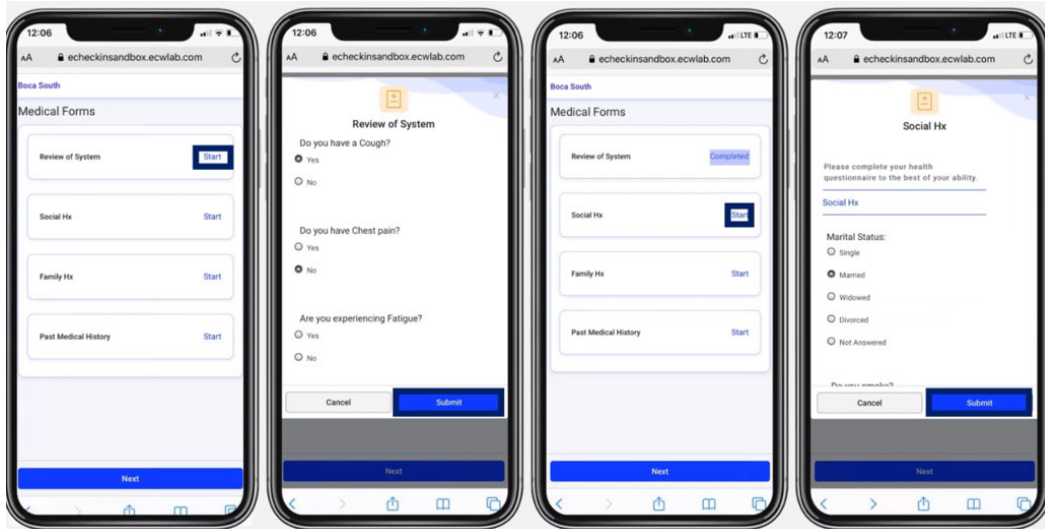 12:06
AA echeckinsandbox.ecwlab.com
Boca South
Medical Forms
Review of System Start
Social Hx Start
Family Hx Start
Past Medical History Start
Next
12:06
AA echeckinsandbox.ecwlab.com
Review of System
Do you have a Cough?
Yes
No
Do you have Chest pain?
Yes
No
Are you experiencing Fatigue?
Yes
No
Cancel Submit
Next
12:06 LTE
AA echeckinsandbox.ecwlab.com
Boca South
Medical Forms
Review of System Completed
Social Hx Start
Family Hx Start
Past Medical History Start
Next
12:07 LTE
AA echeckinsandbox.ecwlab.com
Social Hx
Please complete your health
questionnaire to the best of your ability.
Social Hx
Marital Status:
Single
Married
Widowed
Divorced
Not Answered
Do you smoke?
Cancel Submit
Next